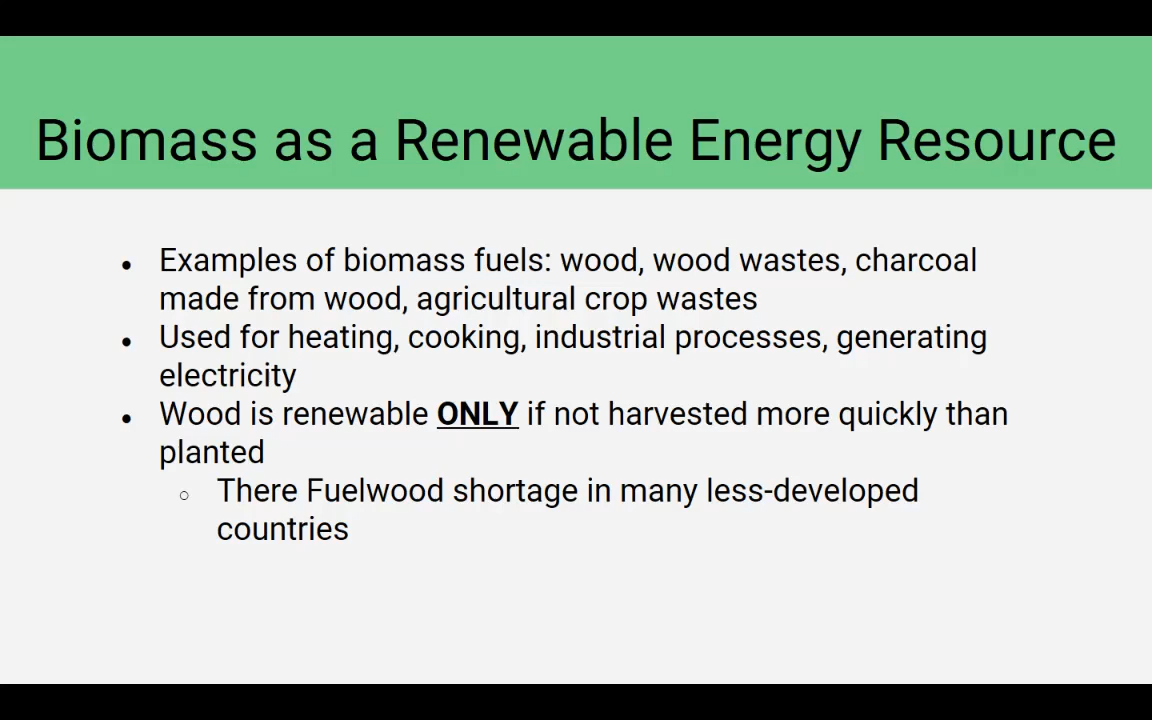 Biomass as a Renewable Energy Resource
● Examples of biomass fuels: wood, wood wastes, charcoal
made from wood, agricultural crop wastes
● Used for heating, cooking, industrial processes, generating
electricity
● Wood is renewable ONLY if not harvested more quickly than
planted
○ There Fuelwood shortage in many less-developed
countries